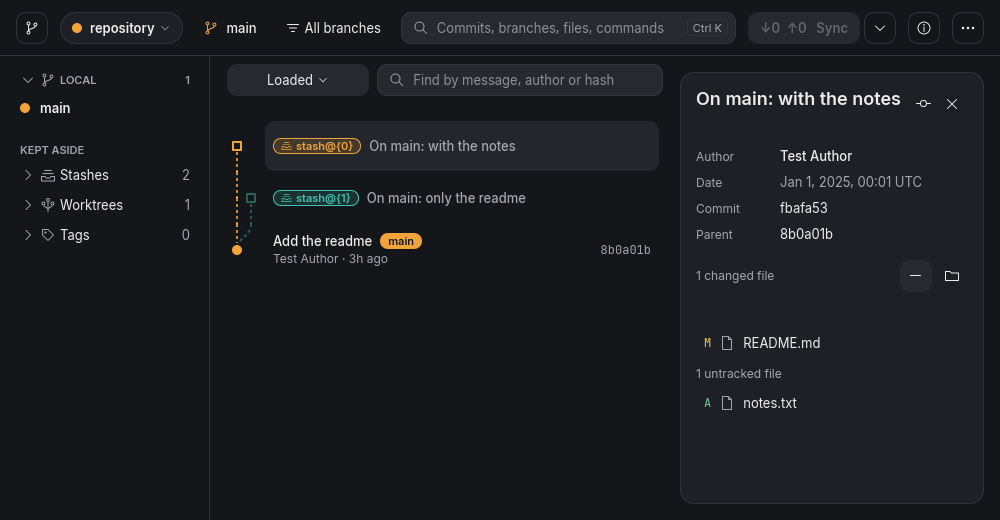 repository
main
All branches
Commits, branches, files, commands
Ctrl K
↓0 ↑0 Sync
LOCAL
1
main
KEPT ASIDE
Stashes
2
Worktrees
1
Tags
0
Loaded
Find by message, author or hash
stash@{0}
On main: with the notes
stash@{1}
On main: only the readme
Add the readme
main
Test Author · 3h ago
8b0a01b
On main: with the notes
Author
Test Author
Date
Jan 1, 2025, 00:01 UTC
Commit
fbafa53
Parent
8b0a01b
1 changed file
M
README.md
1 untracked file
A
notes.txt